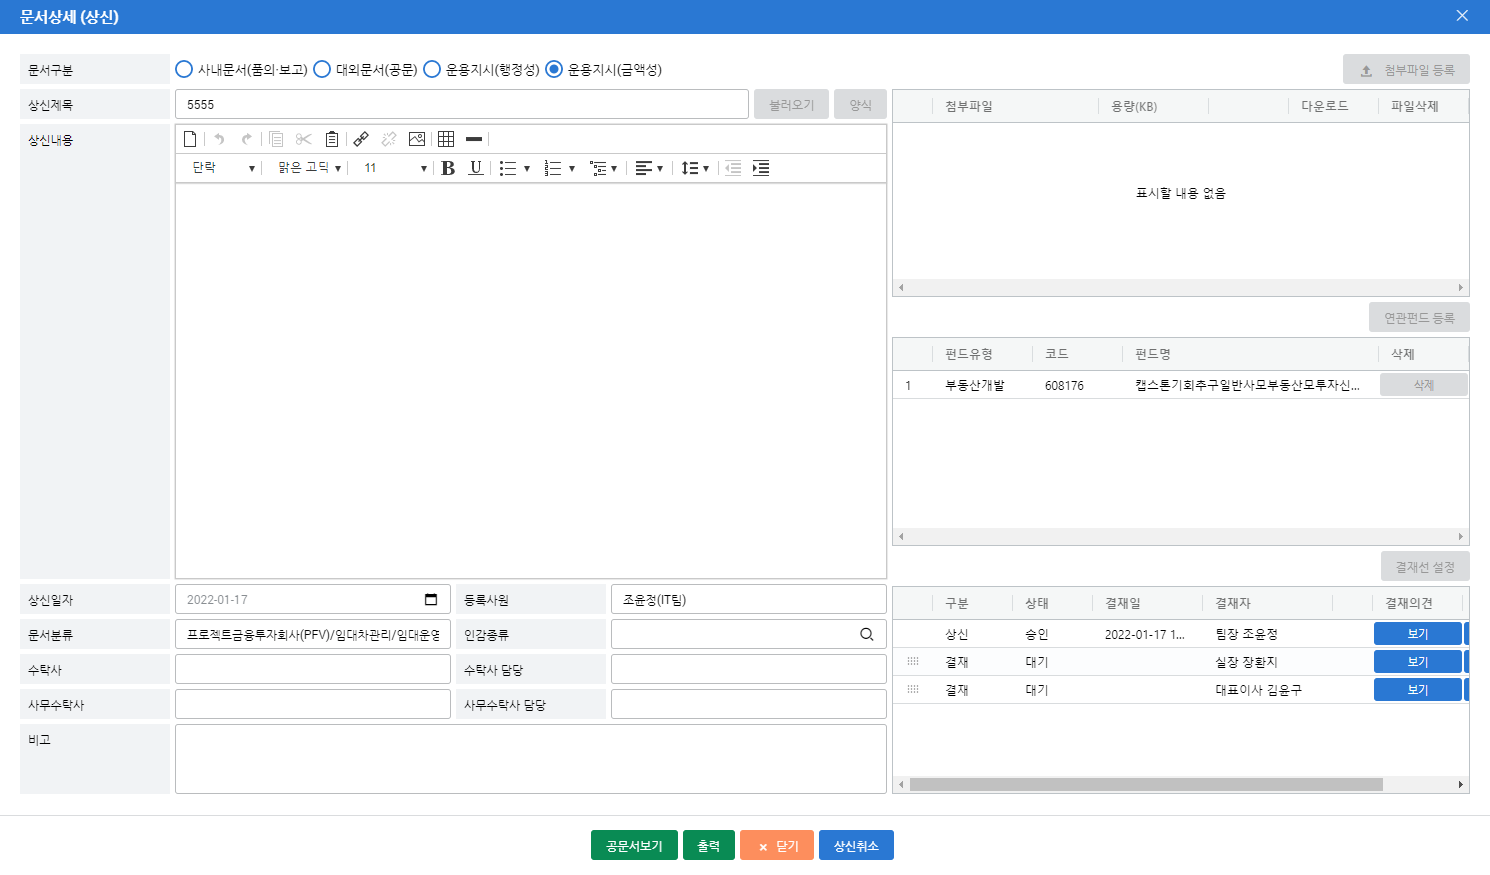 문서상세 (상신)
문서구분
사내문서(품의·보고) 대외문서(공문) 운용지시(행정성) 운용지시(금액성)
첨부파일 등록
상신제목
5555
불러오기 양식
첨부파일 용량(KB) 다운로드 파일삭제
표시할 내용 없음
상신내용
단락 맑은 고딕 11
연관펀드 등록
펀드유형 코드 펀드명 삭제
1 부동산개발 608176 캡스톤기회추구일반사모부동산모투자신... 삭제
결재선 설정
상신일자 2022-01-17 등록사원 조윤정(IT팀)
문서분류 프로젝트금융투자회사(PFV)/임대차관리/임대운영 인감종류
수탁사 수탁사 담당
사무수탁사 사무수탁사 담당
비고
구분 상태 결재일 결재자 결재의견
상신 승인 2022-01-17 1... 팀장 조윤정 보기
결재 대기 실장 장환지 보기
결재 대기 대표이사 김윤구 보기
공문서보기 출력 닫기 상신취소